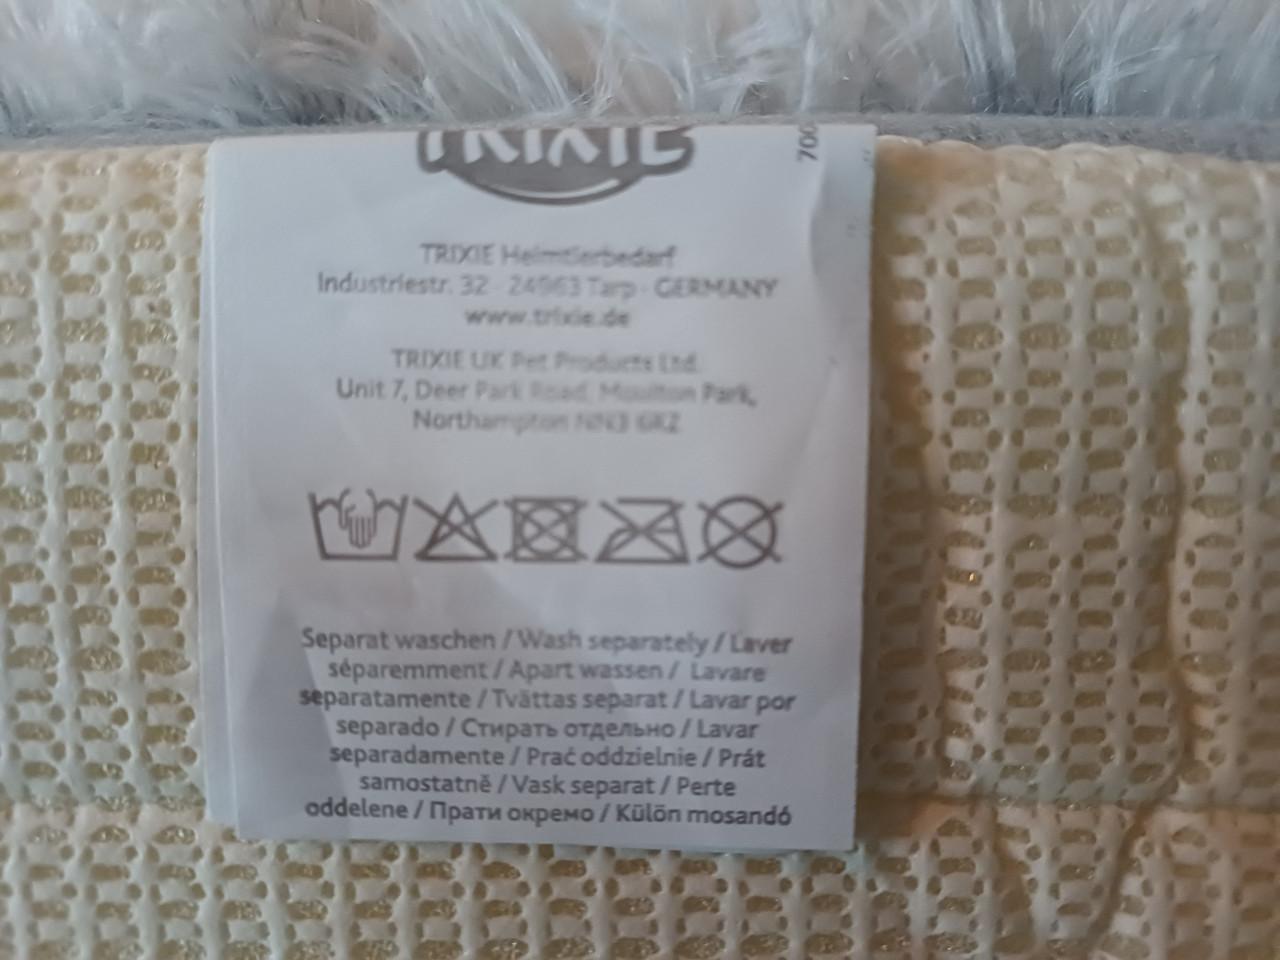 TRIXIE
700
TRIXIE Heimtierbedarf
Industriestr. 32 · 24963 Tarp · GERMANY
www.trixie.de
TRIXIE UK Pet Products Ltd.
Unit 7, Deer Park Road, Moulton Park,
Northampton NN3 6RZ
Separat waschen / Wash separately / Laver
séparemment / Apart wassen / Lavare
separatamente / Tvättas separat / Lavar por
separado / Стирать отдельно / Lavar
separadamente / Prać oddzielnie / Prát
samostatně / Vask separat / Perte
oddelene / Прати окремо / Külön mosandó